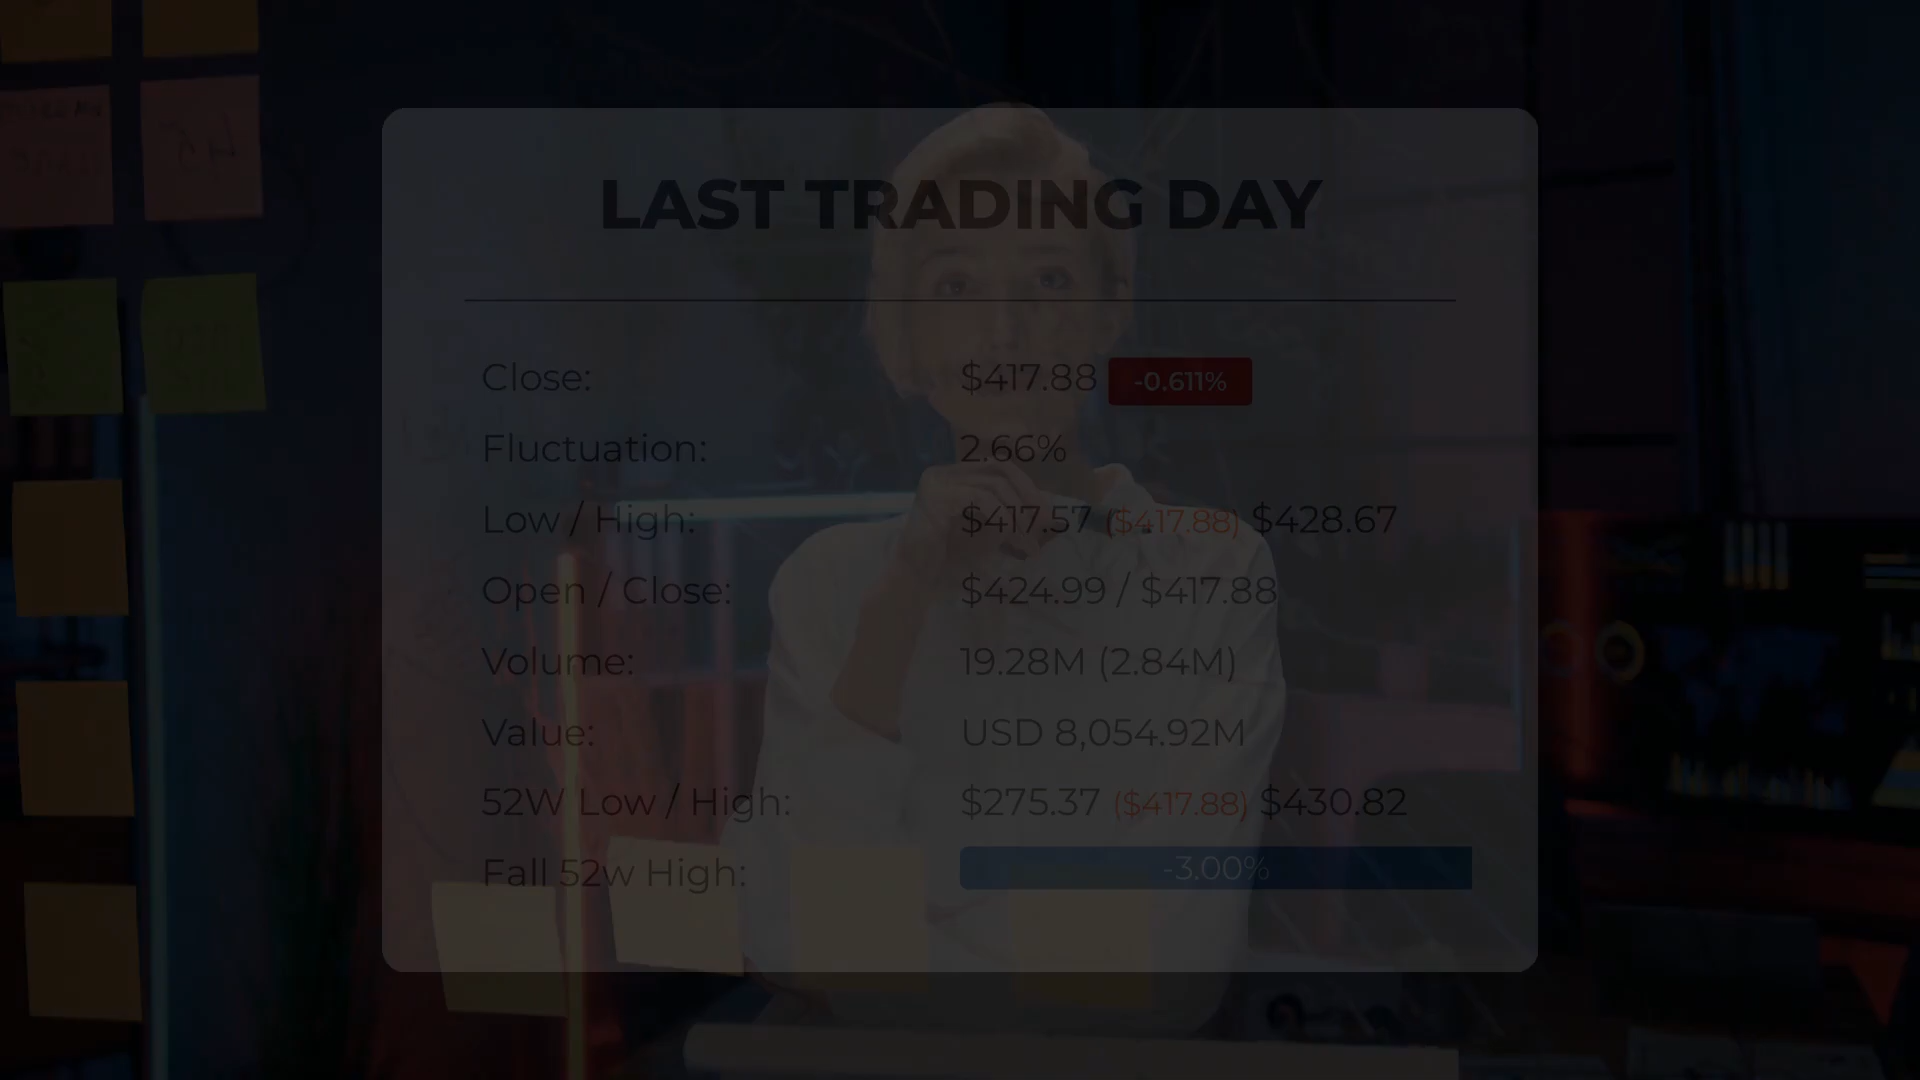 LAST TRADING DAY
Close: $417.88 -0.611%
Fluctuation: 2.66%
Low / High: $417.57 ($417.88) $428.67
Open / Close: $424.99 / $417.88
Volume: 19.28M (2.84M)
Value: USD 8,054.92M
52W Low / High: $275.37 ($417.88) $430.82
Fall 52w High: -3.00%